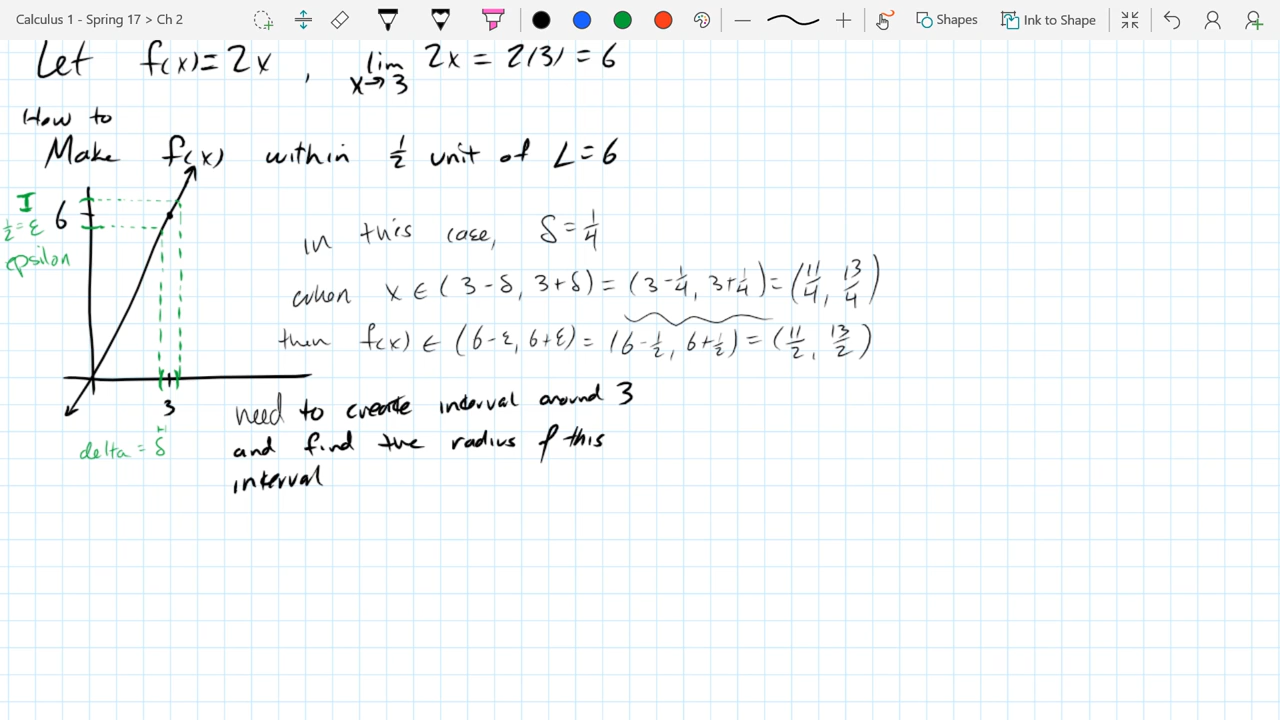 Calculus 1 - Spring 17 > Ch 2
Shapes
Ink to Shape
Let f(x) = 2x , lim x→3 2x = 2(3) = 6
How to
Make f(x) within 1/2 unit of L = 6
I
1/2 = ε
6
epsilon
3
delta = δ
In this case, δ = 1/4
when x ∈ (3 - δ, 3 + δ) = (3 - 1/4, 3 + 1/4) = (11/4, 13/4)
then f(x) ∈ (6 - ε, 6 + ε) = (6 - 1/2, 6 + 1/2) = (11/2, 13/2)
need to create interval around 3
and find the radius of this
interval